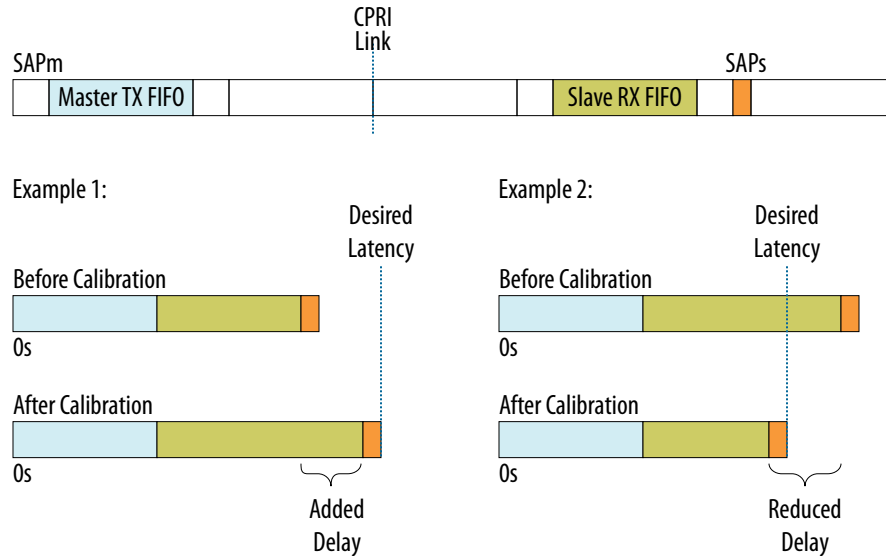 CPRI
Link
SAPm
SAPs
Master TX FIFO
Slave RX FIFO
Example 1:
Desired
Latency
Before Calibration
0s
After Calibration
0s
Added
Delay
Example 2:
Desired
Latency
Before Calibration
0s
After Calibration
0s
Reduced
Delay